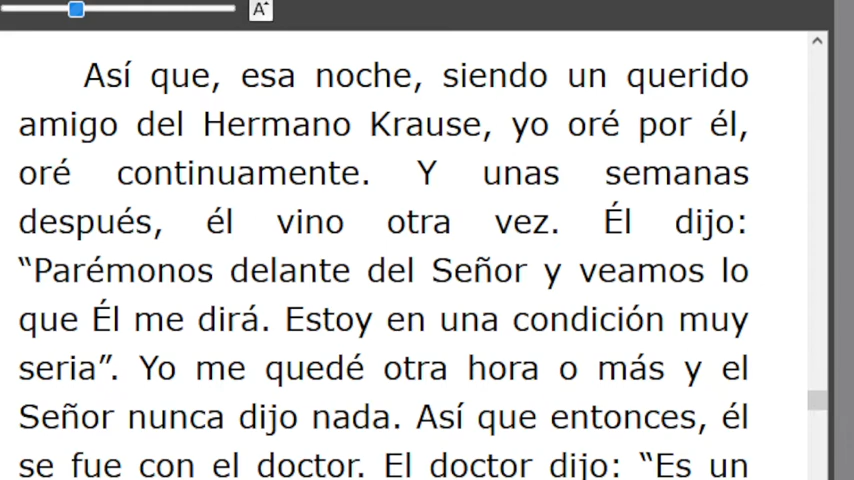 A
Así que, esa noche, siendo un querido
amigo del Hermano Krause, yo oré por él,
oré continuamente. Y unas semanas
después, él vino otra vez. Él dijo:
“Parémonos delante del Señor y veamos lo
que Él me dirá. Estoy en una condición muy
seria”. Yo me quedé otra hora o más y el
Señor nunca dijo nada. Así que entonces, él
se fue con el doctor. El doctor dijo: “Es un